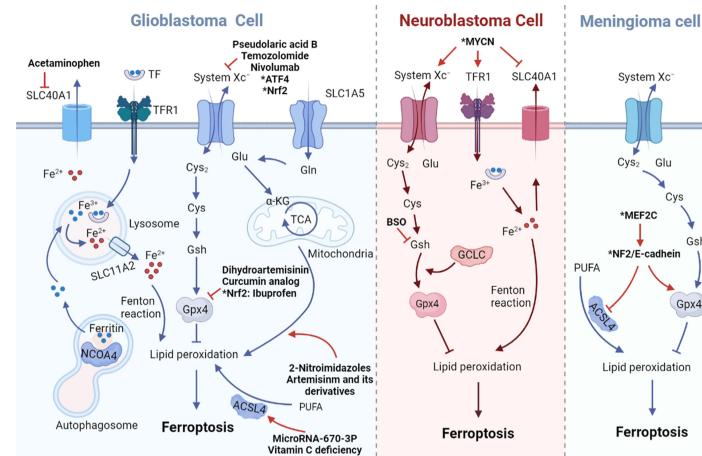 Glioblastoma Cell
Acetaminophen
SLC40A1
TF
TFR1
Pseudolaric acid B
Temozolomide
Nivolumab
*ATF4
*Nrf2
System Xc⁻
SLC1A5
Fe²⁺
Fe³⁺
Fe²⁺
Lysosome
SLC11A2
Fe²⁺
Cys₂
Glu
Gln
α-KG
TCA
Mitochondria
Cys
Gsh
Dihydroartemisinin
Curcumin analog
*Nrf2: Ibuprofen
Gpx4
Fenton
reaction
Ferritin
NCOA4
Autophagosome
Lipid peroxidation
2-Nitroimidazoles
Artemisinm and its
derivatives
ACSL4
PUFA
Ferroptosis
MicroRNA-670-3P
Vitamin C deficiency
Neuroblastoma Cancer
*MYCN
System Xc⁻
TFR1
SLC40A1
Cys₂
Glu
Fe³⁺
Cys
BSO
Gsh
Fe²⁺
GCLC
Gpx4
Fenton
reaction
Lipid peroxidation
Ferroptosis
Meningioma cell
System Xc⁻
Cys₂
Glu
Cys
*MEF2C
Gsh
*NF2/E-cadhein
PUFA
ACSL4
Gpx4
Lipid peroxidation
Ferroptosis